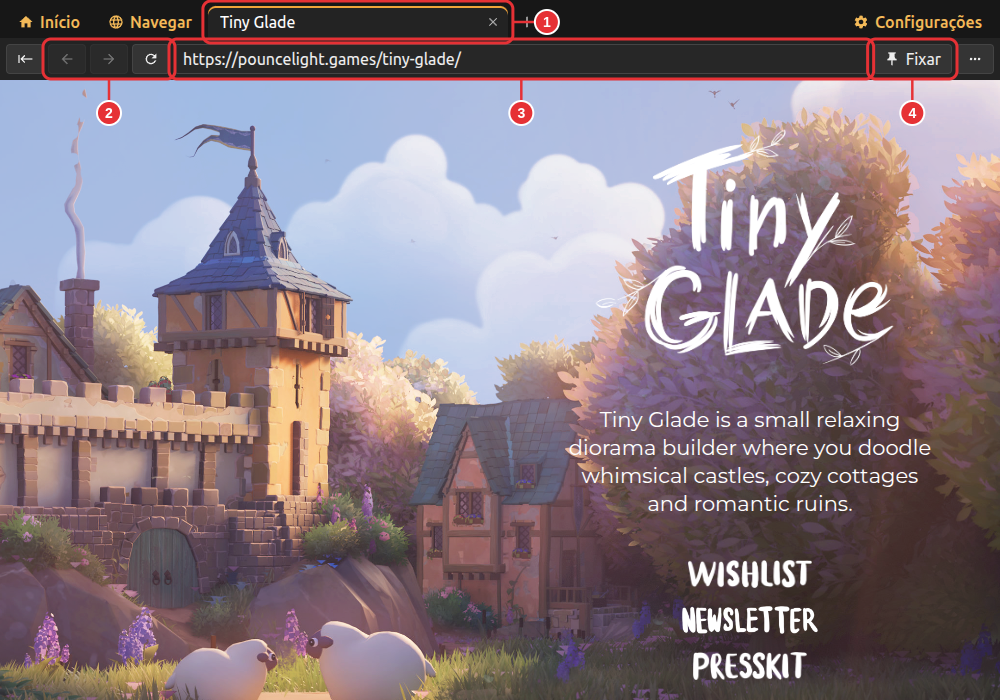 Início
Navegar
Tiny Glade
1
Configurações
https://pouncelight.games/tiny-glade/
Fixar
2
3
4
Tiny
GLADe
Tiny Glade is a small relaxing
diorama builder where you doodle
whimsical castles, cozy cottages
and romantic ruins.
WISHLIST
NEWSLETTER
PRESSKIT